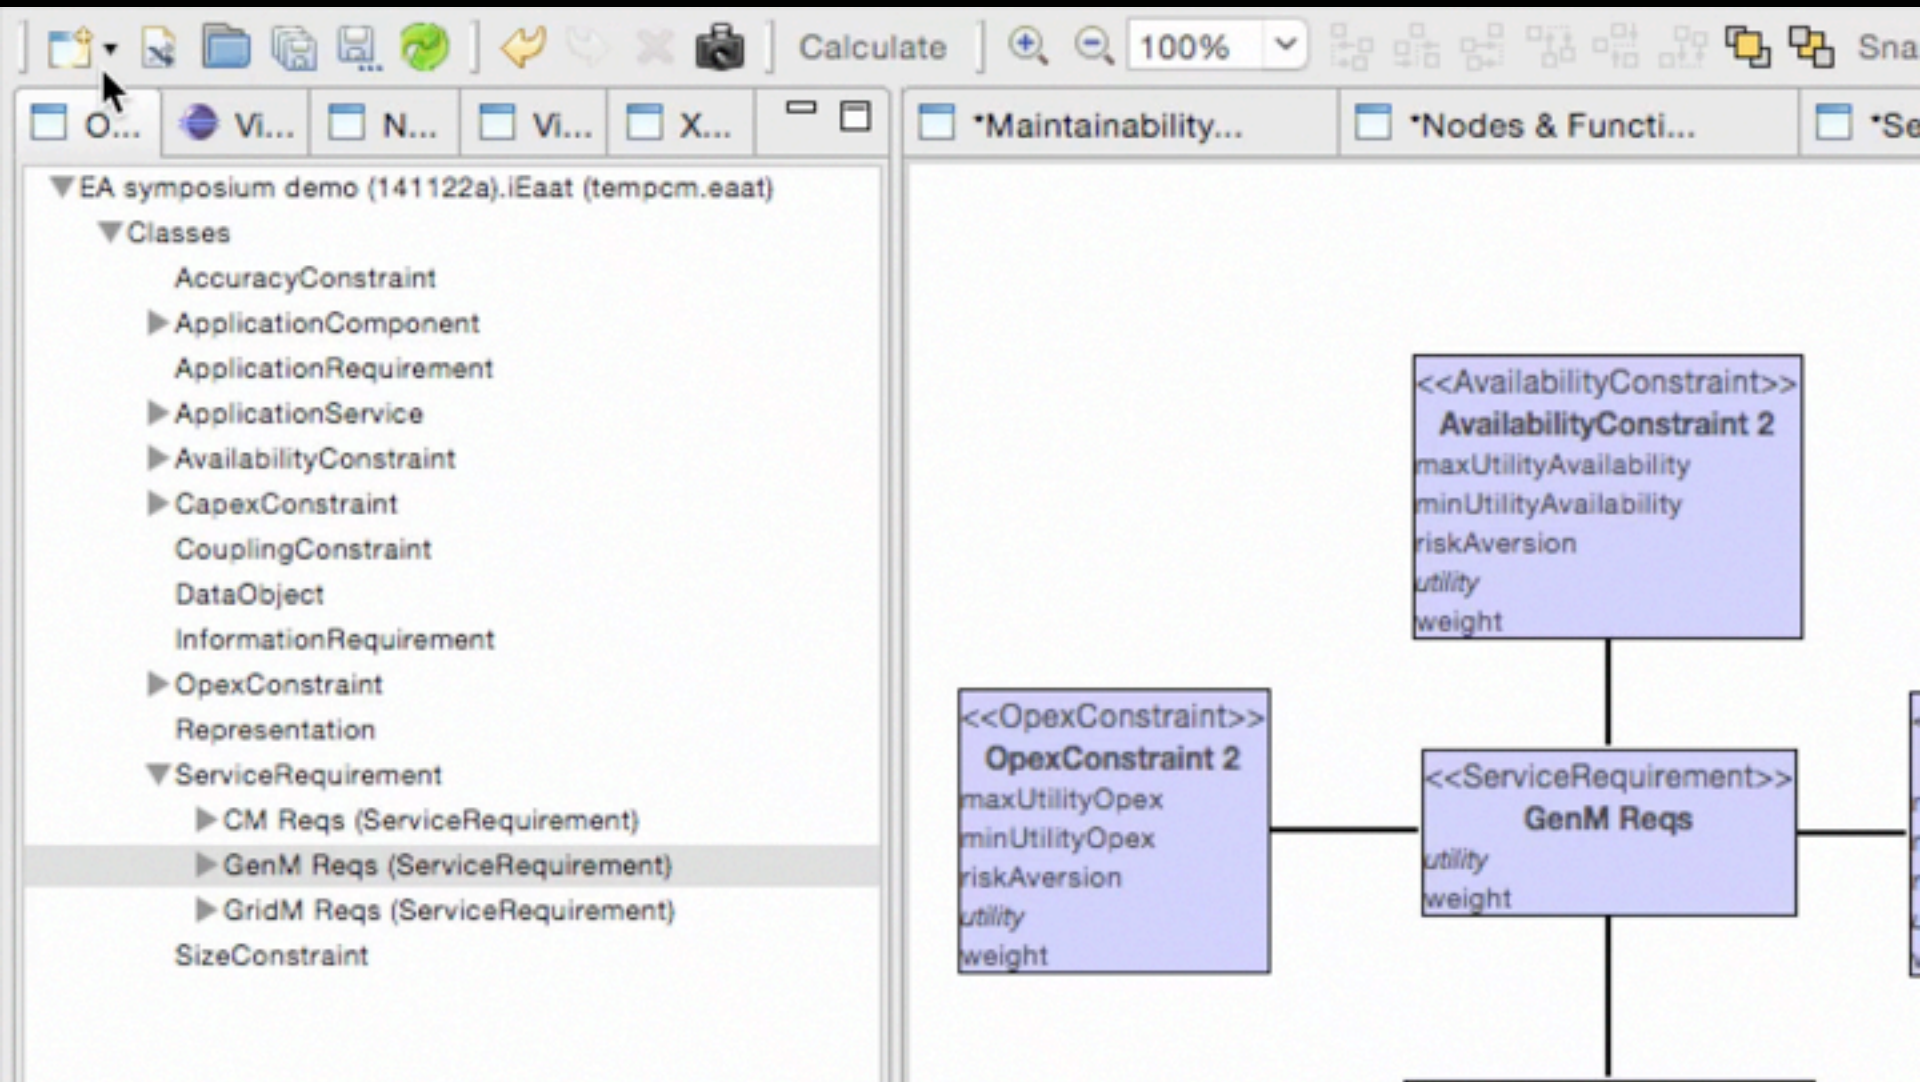 Calculate
100%
Sna
O...
Vi...
N...
Vi...
X...
*Maintainability...
*Nodes & Functi...
*Se
EA symposium demo (141122a).iEaat (tempcm.eaat)
Classes
AccuracyConstraint
ApplicationComponent
ApplicationRequirement
ApplicationService
AvailabilityConstraint
CapexConstraint
CouplingConstraint
DataObject
InformationRequirement
OpexConstraint
Representation
ServiceRequirement
CM Reqs (ServiceRequirement)
GenM Reqs (ServiceRequirement)
GridM Reqs (ServiceRequirement)
SizeConstraint
<<AvailabilityConstraint>>
AvailabilityConstraint 2
maxUtilityAvailability
minUtilityAvailability
riskAversion
utility
weight
<<OpexConstraint>>
OpexConstraint 2
maxUtilityOpex
minUtilityOpex
riskAversion
utility
weight
<<ServiceRequirement>>
GenM Reqs
utility
weight